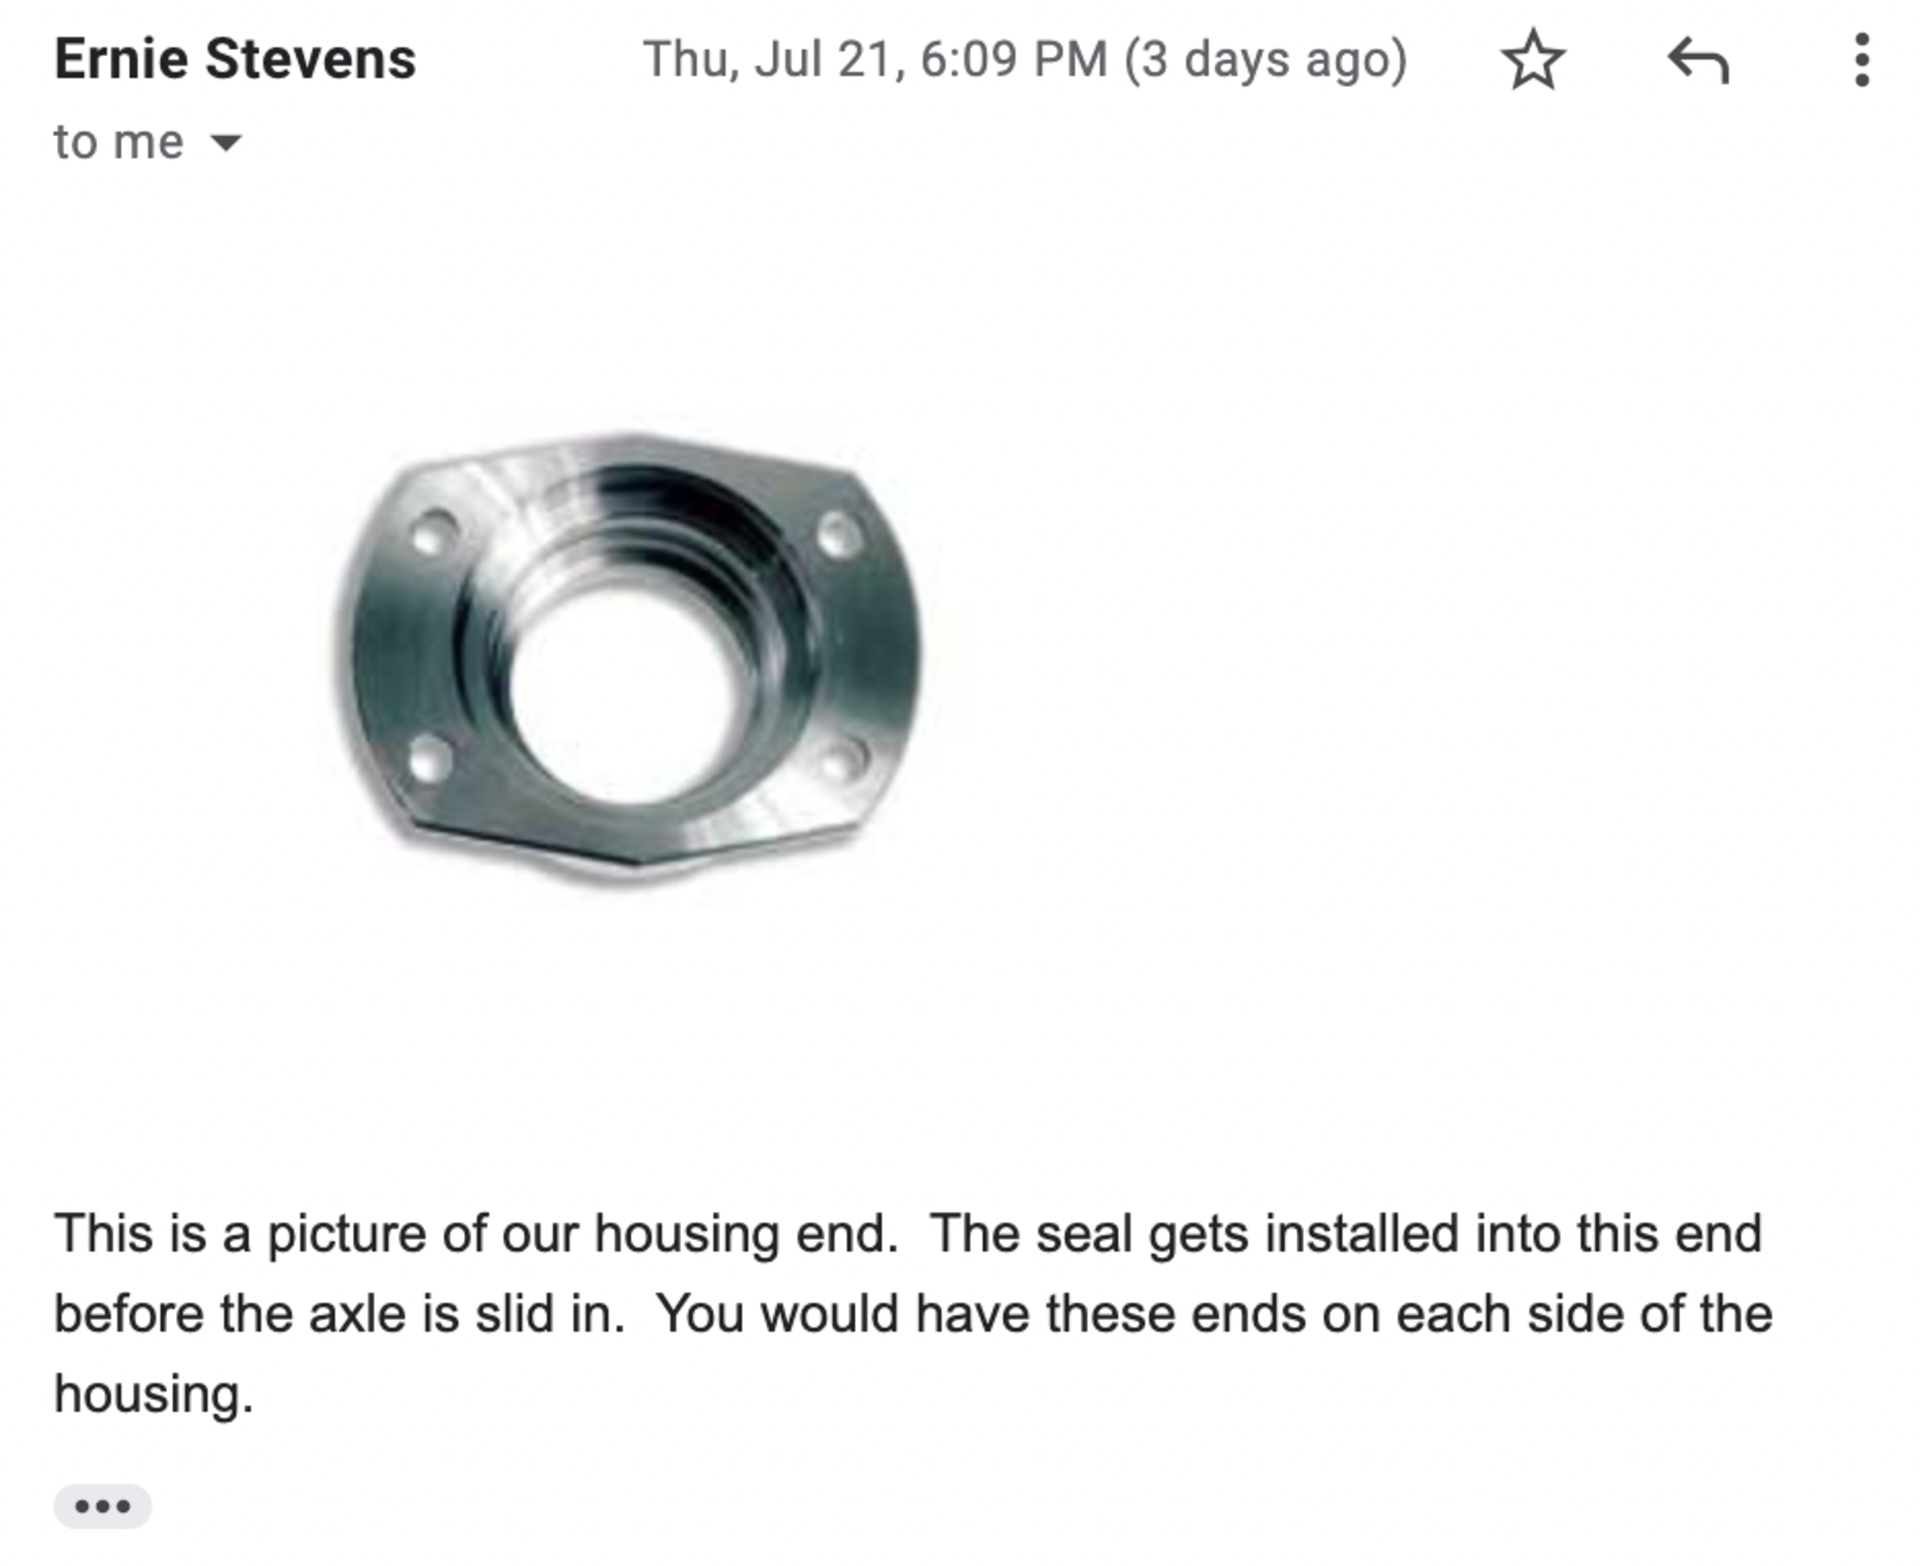 Ernie Stevens Thu, Jul 21, 6:09 PM (3 days ago)
to me
This is a picture of our housing end.  The seal gets installed into this end
before the axle is slid in.  You would have these ends on each side of the
housing.